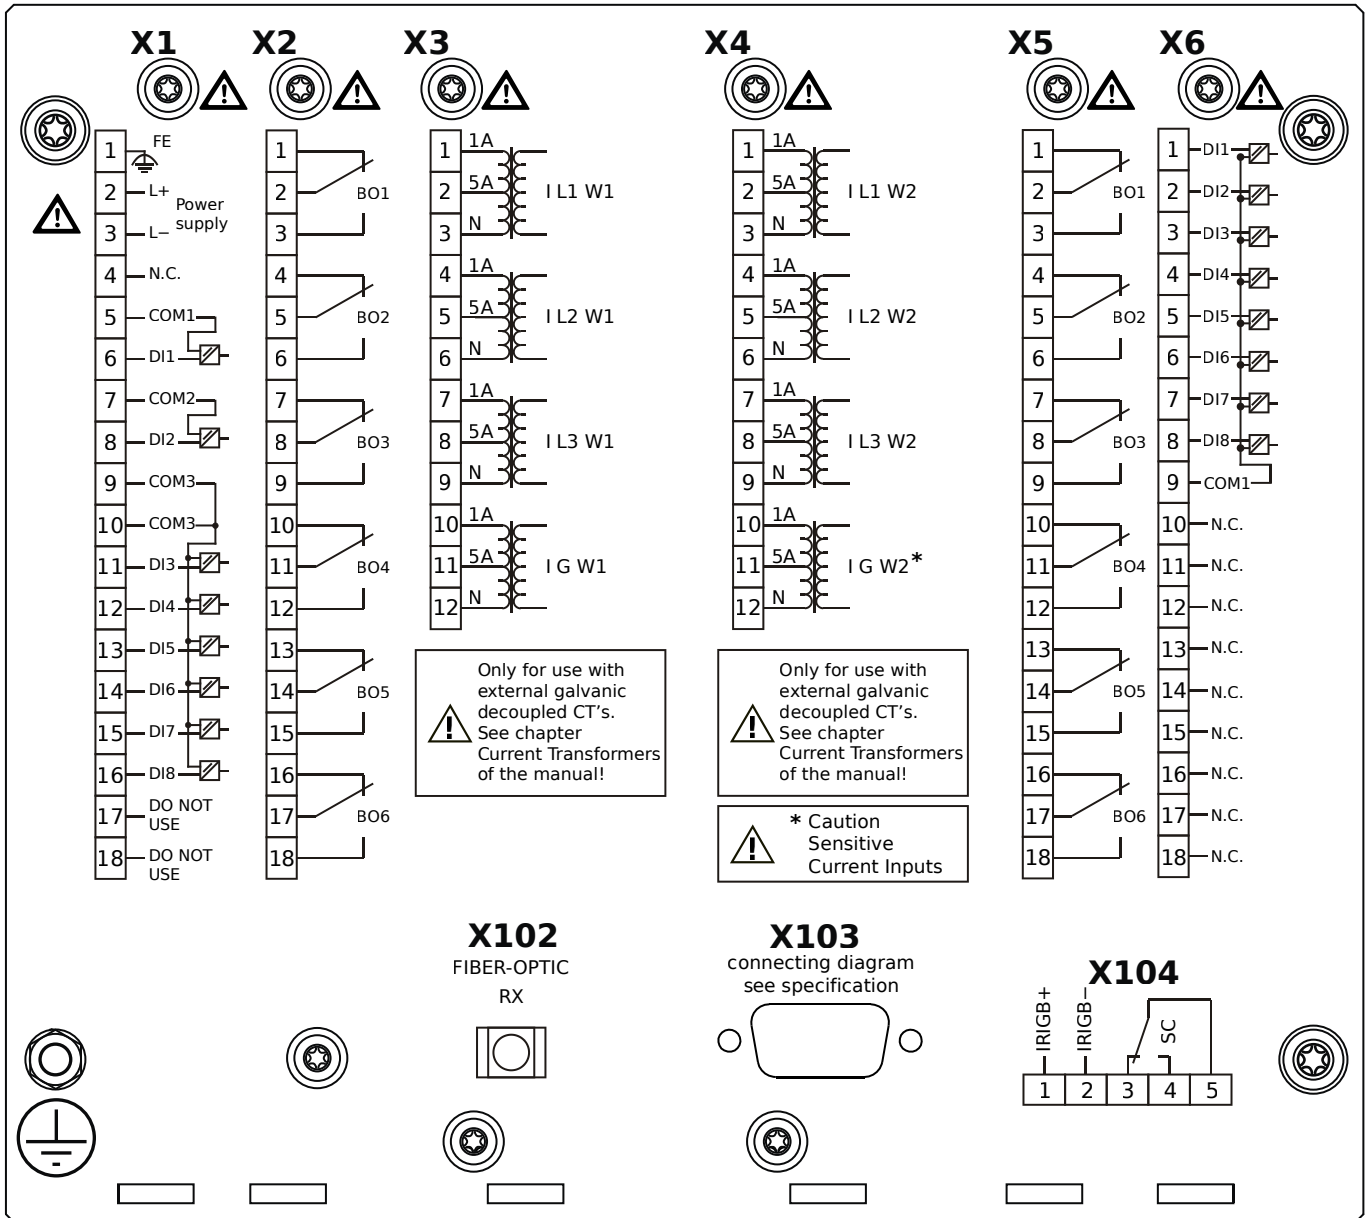 X1 X2 X3 X4 X5 X6
1 FE
2 L+
Power
supply
3 L−
4 N.C.
5 COM1
6 DI1
7 COM2
8 DI2
9 COM3
10 COM3
11 DI3
12 DI4
13 DI5
14 DI6
15 DI7
16 DI8
17 DO NOT
USE
18 DO NOT
USE
1
2 BO1
3
4
5 BO2
6
7
8 BO3
9
10
11 BO4
12
13
14 BO5
15
16
17 BO6
18
1 1A
2 5A I L1 W1
3 N
4 1A
5 5A I L2 W1
6 N
7 1A
8 5A I L3 W1
9 N
10 1A
11 5A I G W1
12 N
Only for use with
external galvanic
decoupled CT's.
See chapter
Current Transformers
of the manual!
1 1A
2 5A I L1 W2
3 N
4 1A
5 5A I L2 W2
6 N
7 1A
8 5A I L3 W2
9 N
10 1A
11 5A I G W2*
12 N
Only for use with
external galvanic
decoupled CT's.
See chapter
Current Transformers
of the manual!
* Caution
Sensitive
Current Inputs
1
2 BO1
3
4
5 BO2
6
7
8 BO3
9
10
11 BO4
12
13
14 BO5
15
16
17 BO6
18
1 DI1
2 DI2
3 DI3
4 DI4
5 DI5
6 DI6
7 DI7
8 DI8
9 COM1
10 N.C.
11 N.C.
12 N.C.
13 N.C.
14 N.C.
15 N.C.
16 N.C.
17 N.C.
18 N.C.
X102
FIBER-OPTIC
RX
X103
connecting diagram
see specification
X104
IRIGB+
IRIGB−
SC
1 2 3 4 5